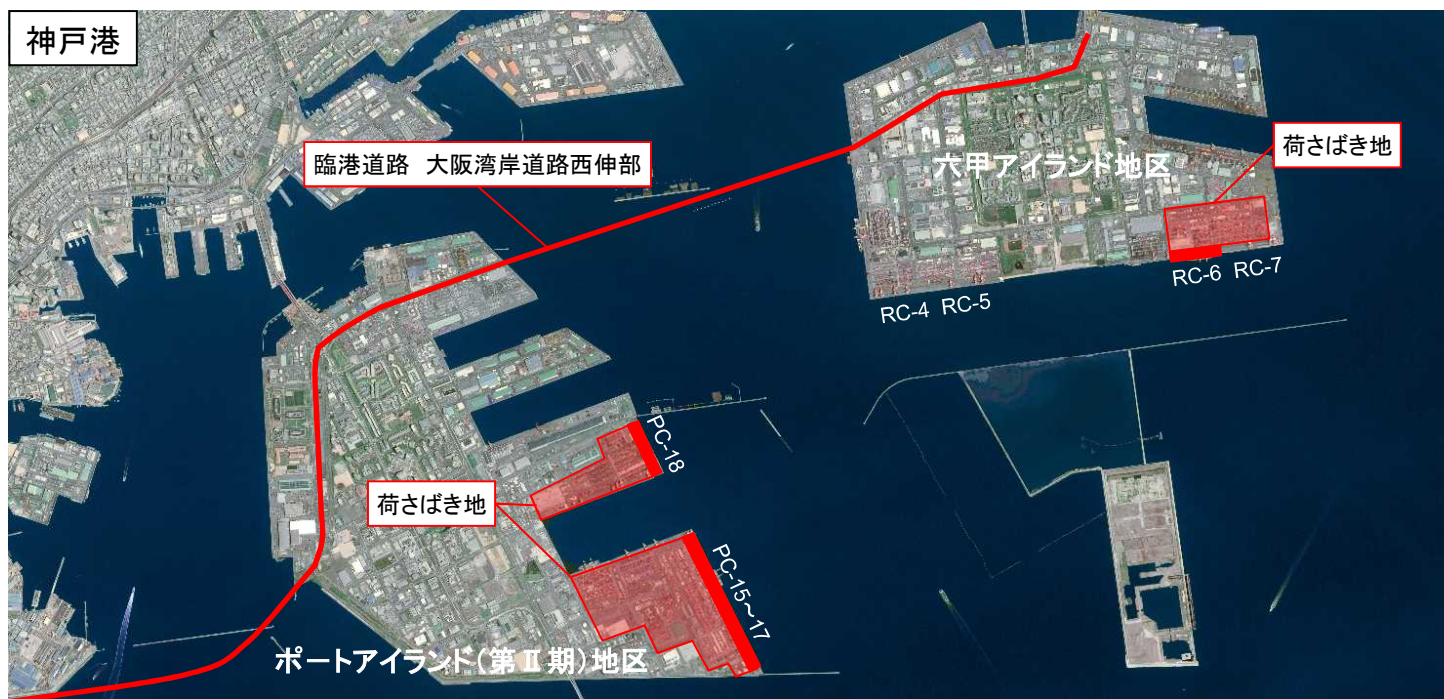 神戸港
臨港道路 大阪湾岸道路西伸部
六甲アイランド地区
荷さばき地
RC-6 RC-7
RC-4 RC-5
PC-18
荷さばき地
PC-15～17
ポートアイランド(第Ⅱ期)地区